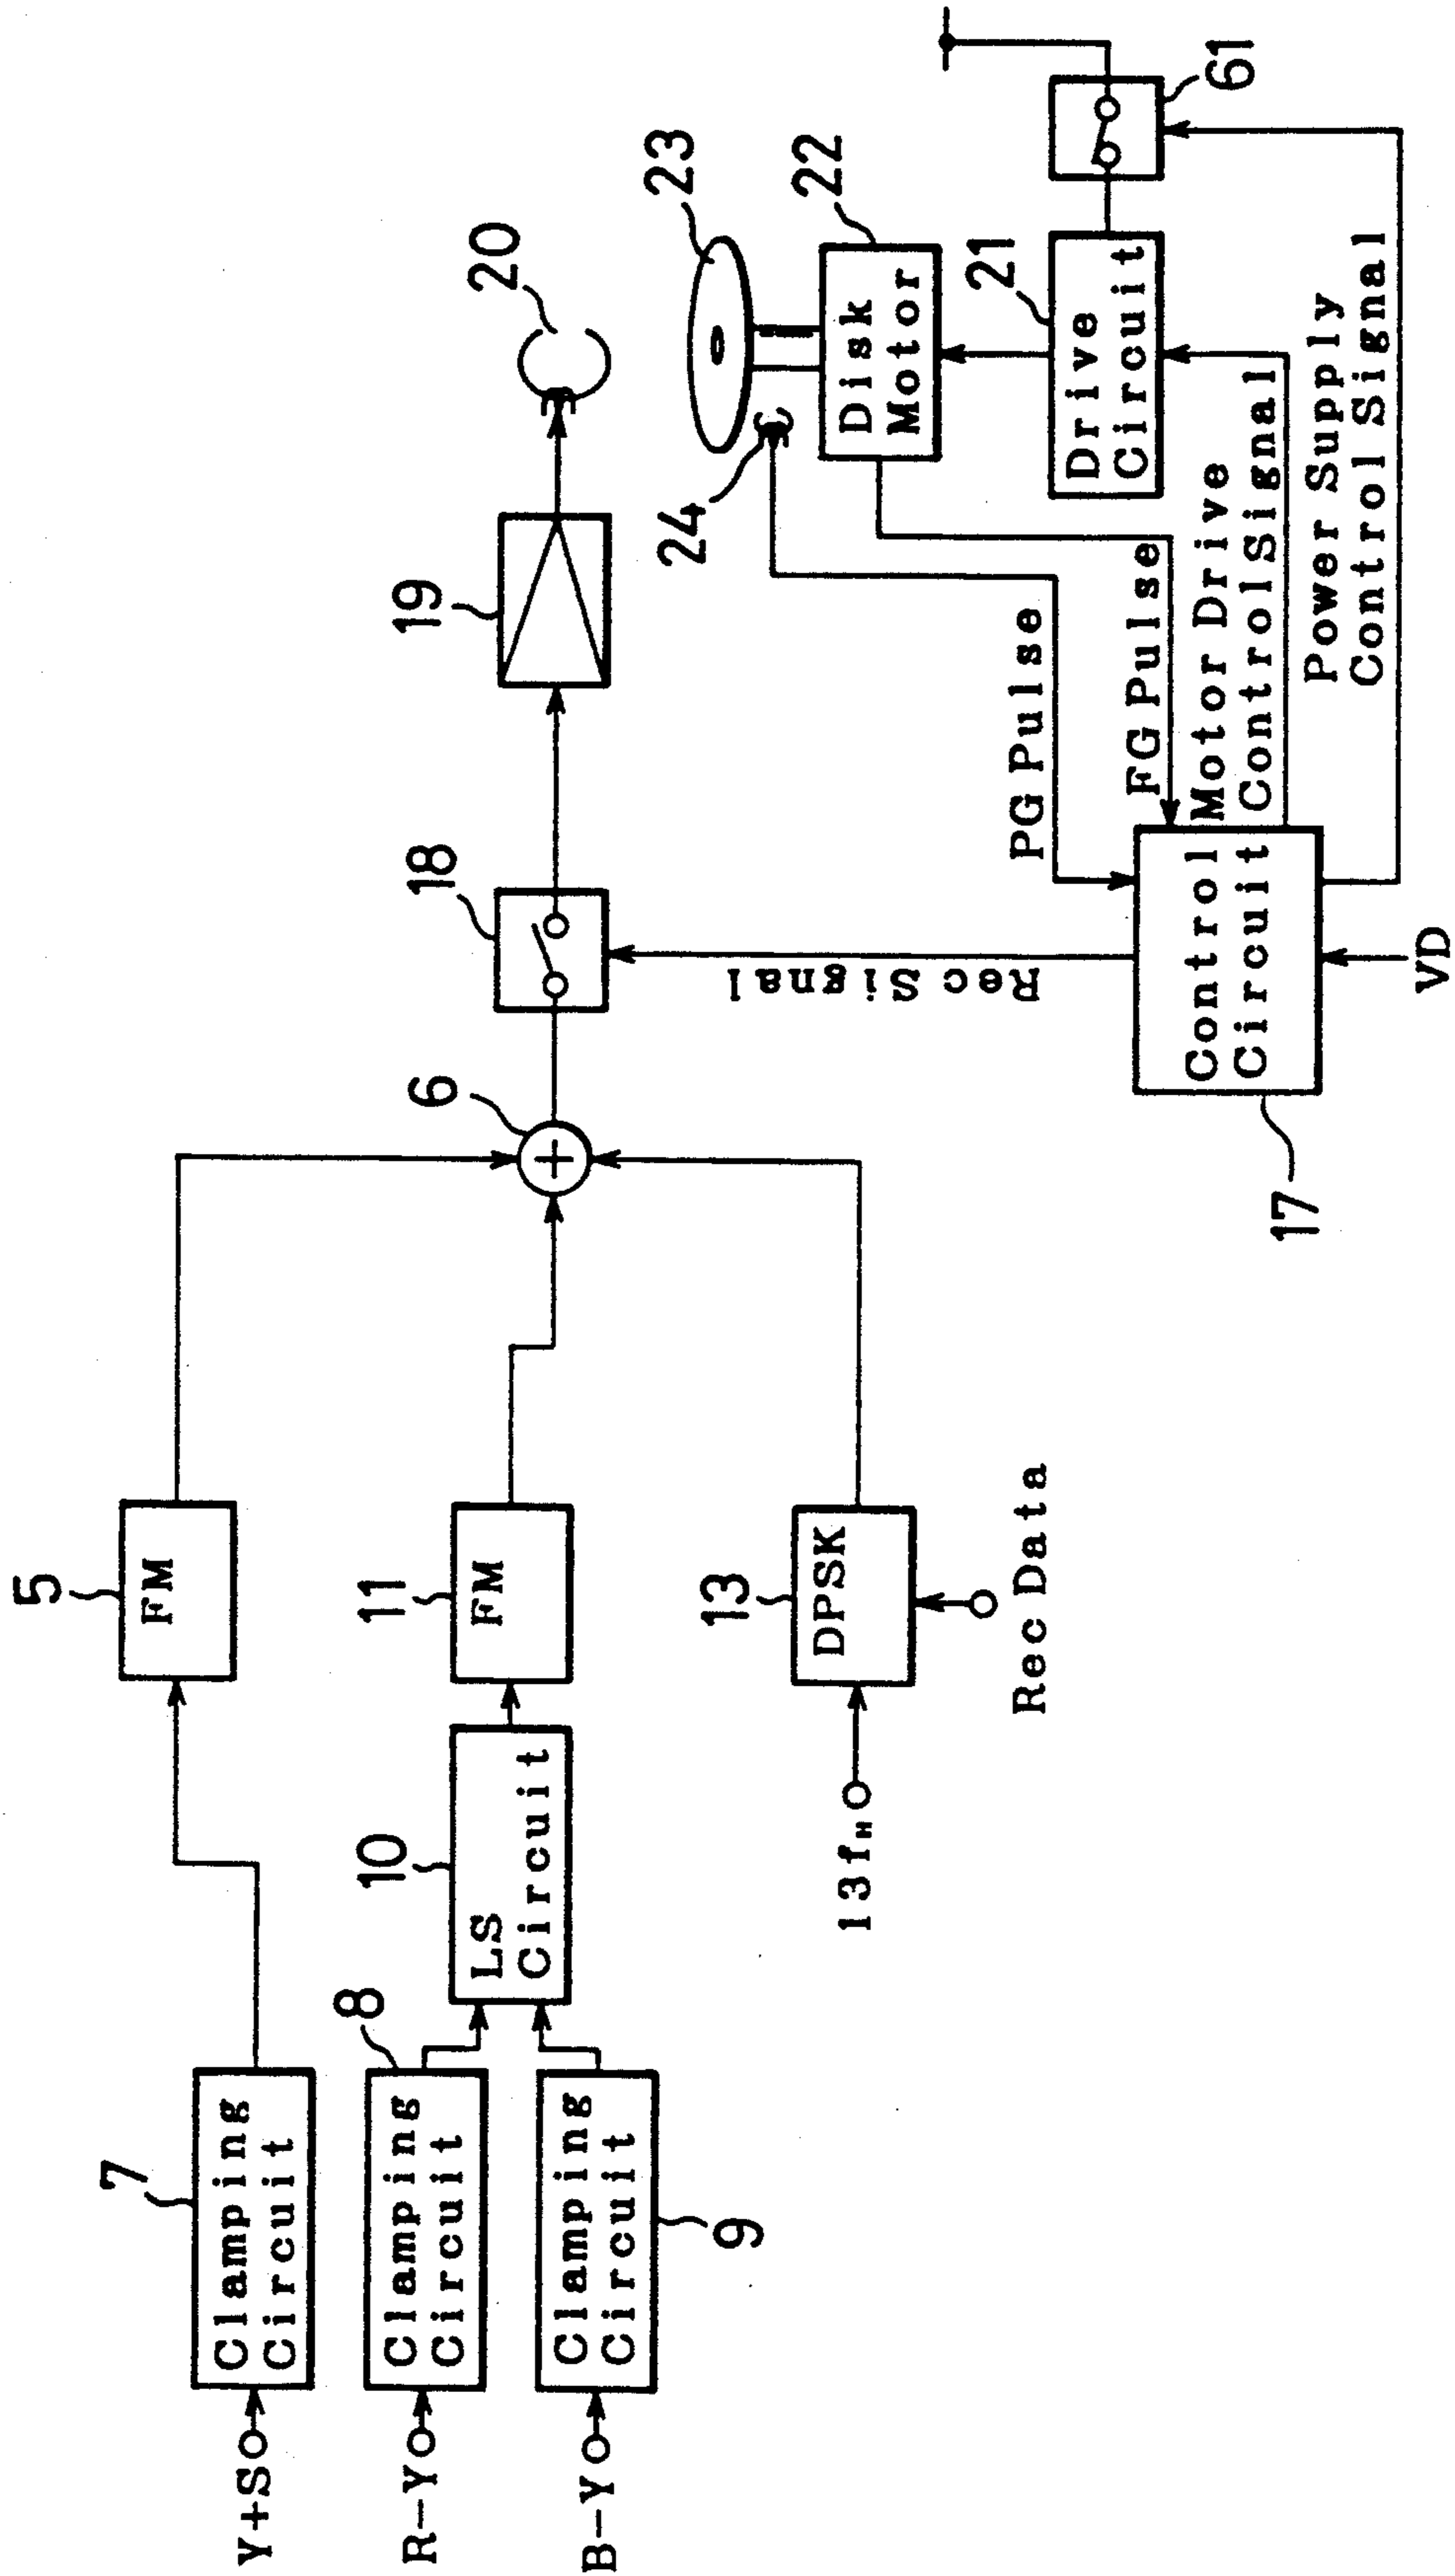 Y+S
7
Clamping
Circuit
5
FM
R-Y
8
Clamping
Circuit
B-Y
9
Clamping
Circuit
10
LS
Circuit
11
FM
13fH
13
DPSK
Rec Data
6
18
19
20
Rec Signal
17
Control
Circuit
VD
PG Pulse
FG Pulse
Motor Drive
Control Signal
Power Supply
Control Signal
24
23
22
Disk
Motor
21
Drive
Circuit
61